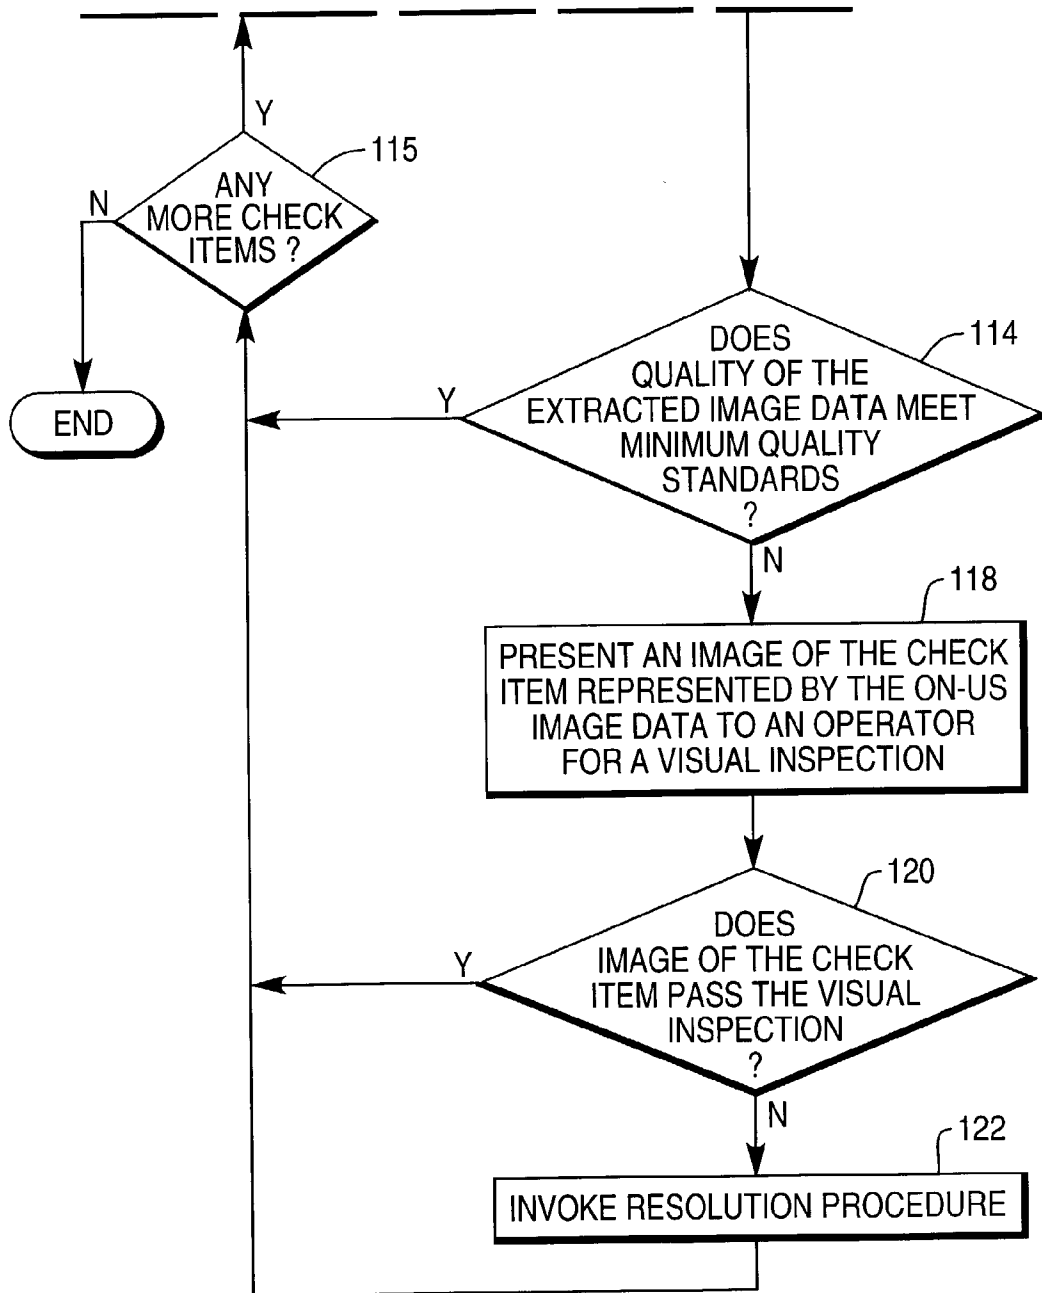 Y
115
N
ANY
MORE CHECK
ITEMS ?
END
114
DOES
QUALITY OF THE
EXTRACTED IMAGE DATA MEET
MINIMUM QUALITY
STANDARDS
?
Y
N
118
PRESENT AN IMAGE OF THE CHECK
ITEM REPRESENTED BY THE ON-US
IMAGE DATA TO AN OPERATOR
FOR A VISUAL INSPECTION
120
DOES
IMAGE OF THE CHECK
ITEM PASS THE VISUAL
INSPECTION
?
Y
N
122
INVOKE RESOLUTION PROCEDURE